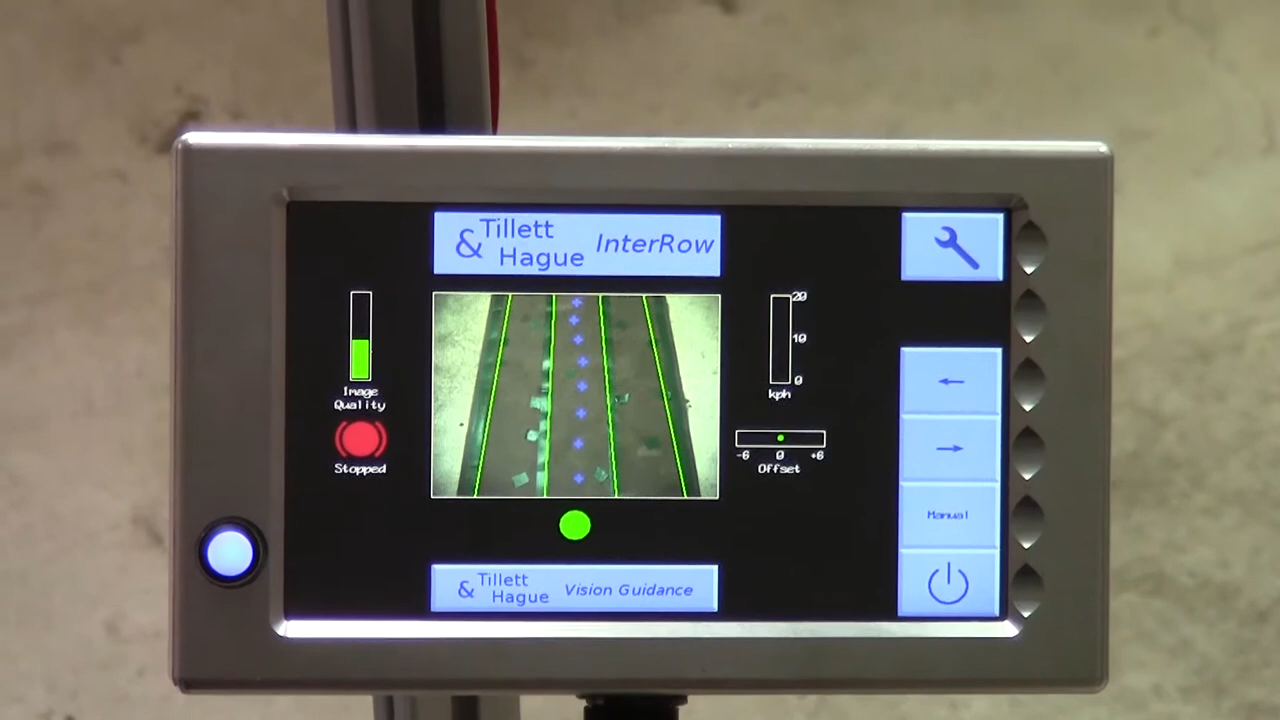 & Tillett
Hague InterRow
Image
Quality
Stopped
20
10
0
kph
-6 0 +6
Offset
←
→
Manual
& Tillett
Hague Vision Guidance